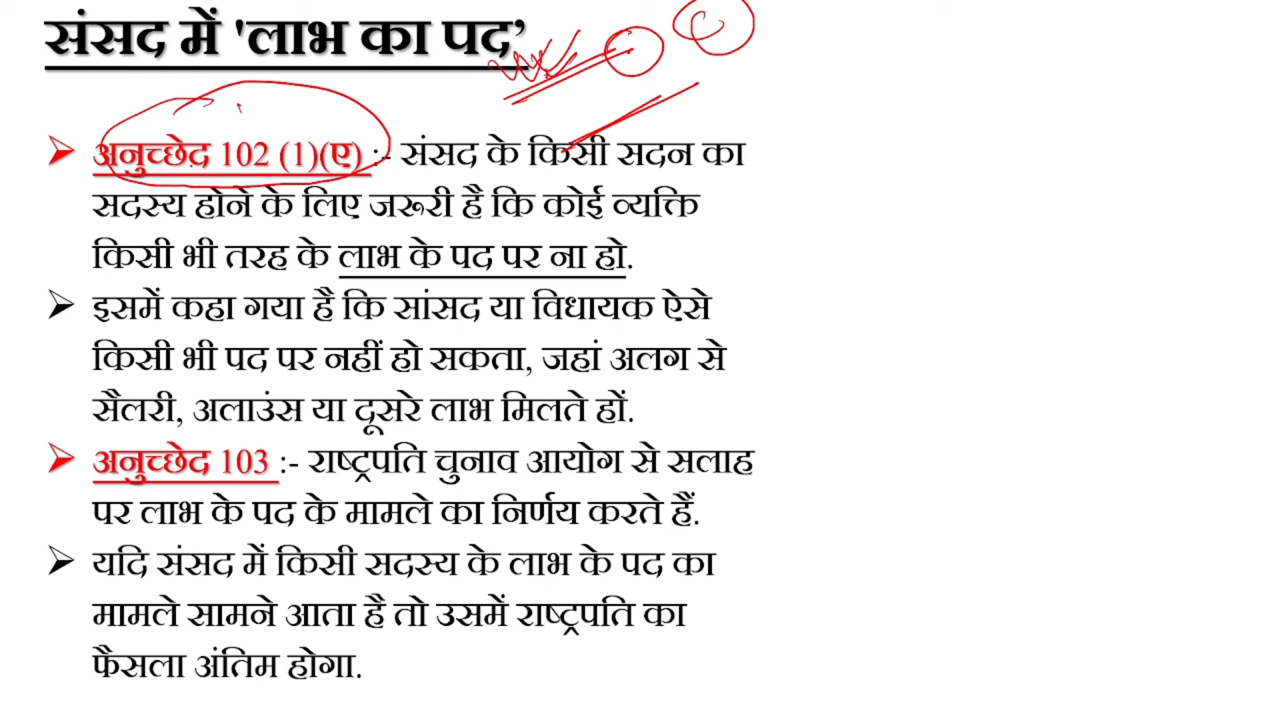 संसद में 'लाभ का पद’
अनुच्छेद 102 (1)(ए) :- संसद के किसी सदन का
सदस्य होने के लिए जरूरी है कि कोई व्यक्ति
किसी भी तरह के लाभ के पद पर ना हो.
इसमें कहा गया है कि सांसद या विधायक ऐसे
किसी भी पद पर नहीं हो सकता, जहां अलग से
सैलरी, अलाउंस या दूसरे लाभ मिलते हों.
अनुच्छेद 103 :- राष्ट्रपति चुनाव आयोग से सलाह
पर लाभ के पद के मामले का निर्णय करते हैं.
यदि संसद में किसी सदस्य के लाभ के पद का
मामले सामने आता है तो उसमें राष्ट्रपति का
फैसला अंतिम होगा.